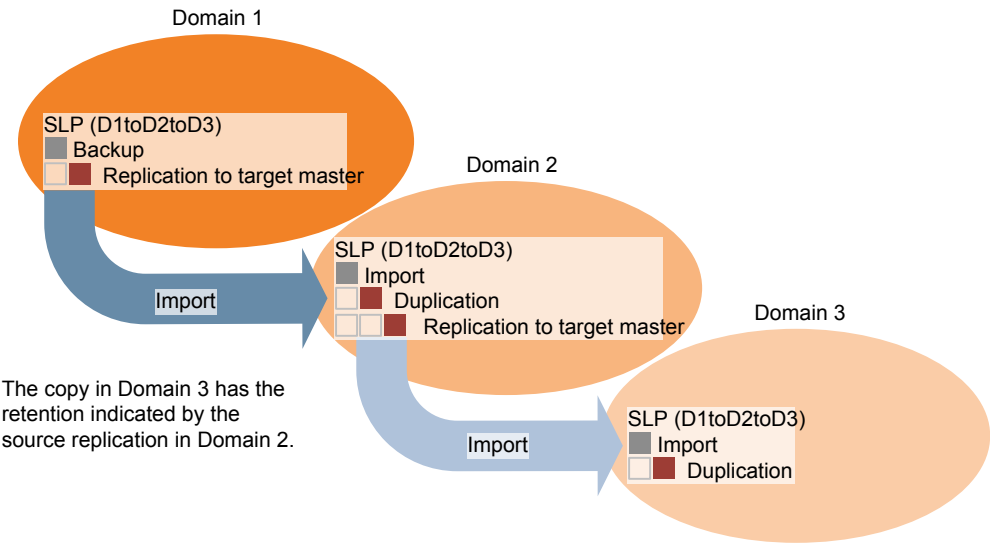 Domain 1
SLP (D1toD2toD3)
Backup
Replication to target master
Domain 2
SLP (D1toD2toD3)
Import
Duplication
Replication to target master
Import
Domain 3
The copy in Domain 3 has the
retention indicated by the
source replication in Domain 2.
SLP (D1toD2toD3)
Import
Duplication
Import